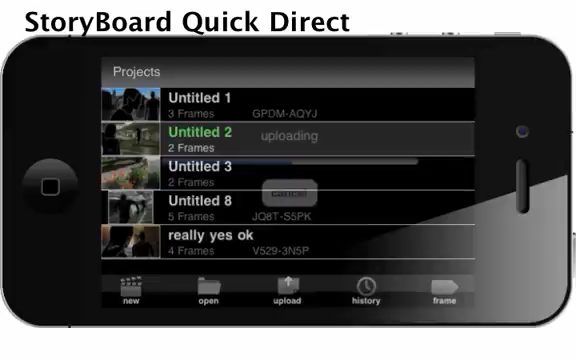 StoryBoard Quick Direct
Projects
Untitled 1
3 Frames GPDM-AQYJ
Untitled 2 uploading
2 Frames
Untitled 3
2 Frames
cancel
Untitled 8
5 Frames JQ8T-S5PK
really yes ok
4 Frames V529-3N5P
new open upload history frame